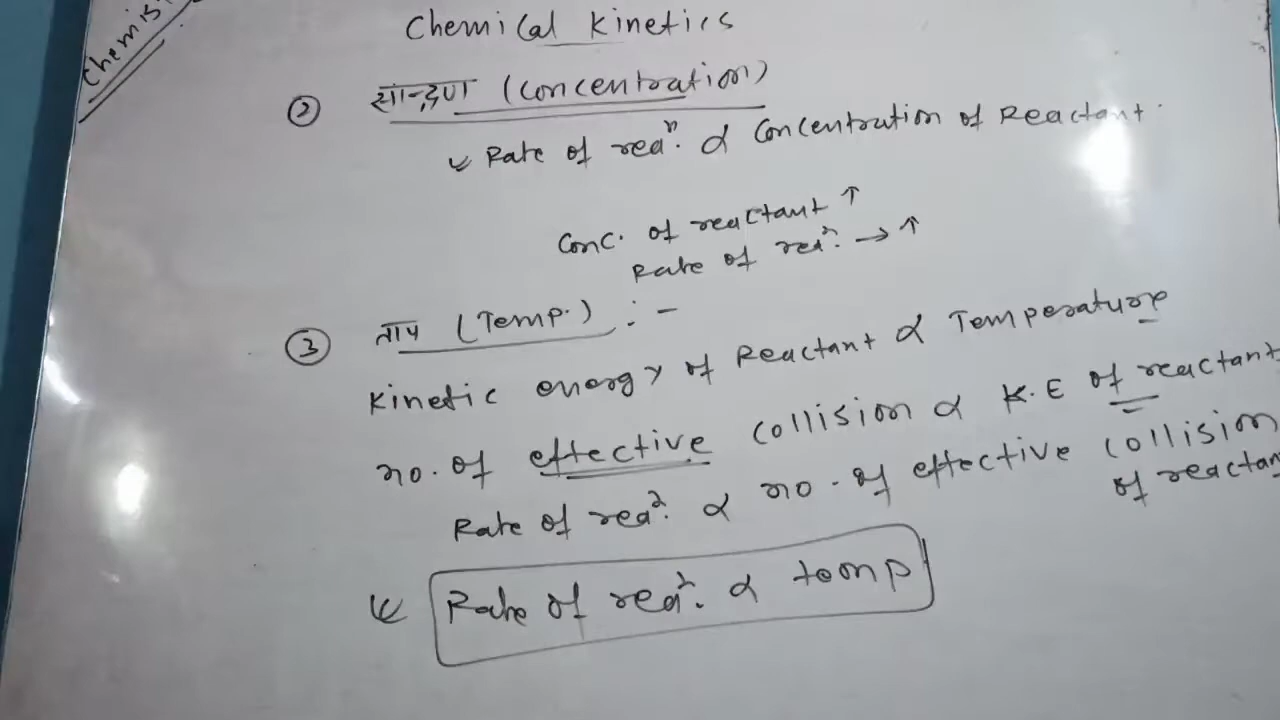 Chemis
Chemical Kinetics
② सान्द्रण (Concentration)
Rate of reaⁿ. ∝ Concentration of Reactant.
Conc. of reactant ↑
Rate of reaⁿ. → ↑
③ ताप (Temp.) :-
Kinetic energy of Reactant ∝ Temperature
no. of effective collision ∝ K.E of reactant
Rate of reaⁿ. ∝ no. of effective collision
of reactan
Rate of reaⁿ. ∝ temp